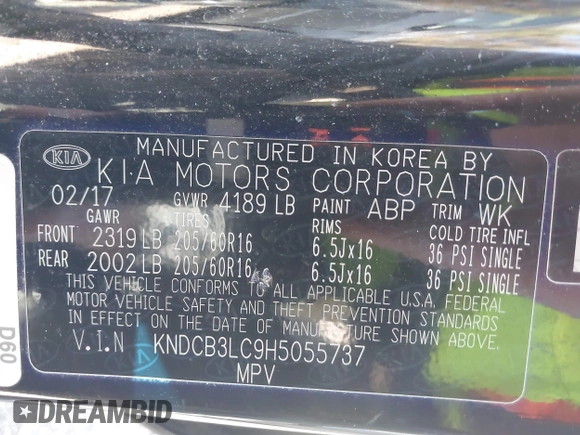 MANUFACTURED IN KOREA BY
KIA KIA MOTORS CORPORATION
02/17 GVWR 4189 LB PAINT ABP TRIM WK
GAWR TIRES RIMS COLD TIRE INFL
FRONT 2319 LB 205/60R16 6.5Jx16 36 PSI SINGLE
REAR 2002 LB 205/60R16 6.5Jx16 36 PSI SINGLE
THIS VEHICLE CONFORMS TO ALL APPLICABLE U.S.A. FEDERAL
MOTOR VEHICLE SAFETY AND THEFT PREVENTION STANDARDS
IN EFFECT ON THE DATE OF MANUFACTURE SHOWN ABOVE.
V.I.N KNDCB3LC9H5055737
MPV
D60
DREAMBID